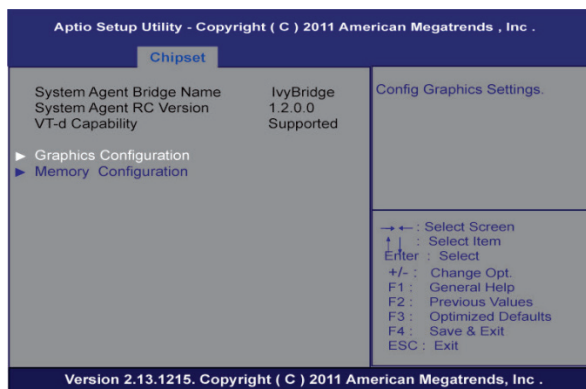 Aptio Setup Utility - Copyright ( C ) 2011 American Megatrends , Inc .
Chipset
System Agent Bridge Name IvyBridge
System Agent RC Version 1.2.0.0
VT-d Capability Supported
► Graphics Configuration
► Memory Configuration
Config Graphics Settings.
→ ← : Select Screen
↑ ↓ : Select Item
Enter : Select
+/- : Change Opt.
F1 : General Help
F2 : Previous Values
F3 : Optimized Defaults
F4 : Save & Exit
ESC : Exit
Version 2.13.1215. Copyright ( C ) 2011 American Megatrends, Inc .